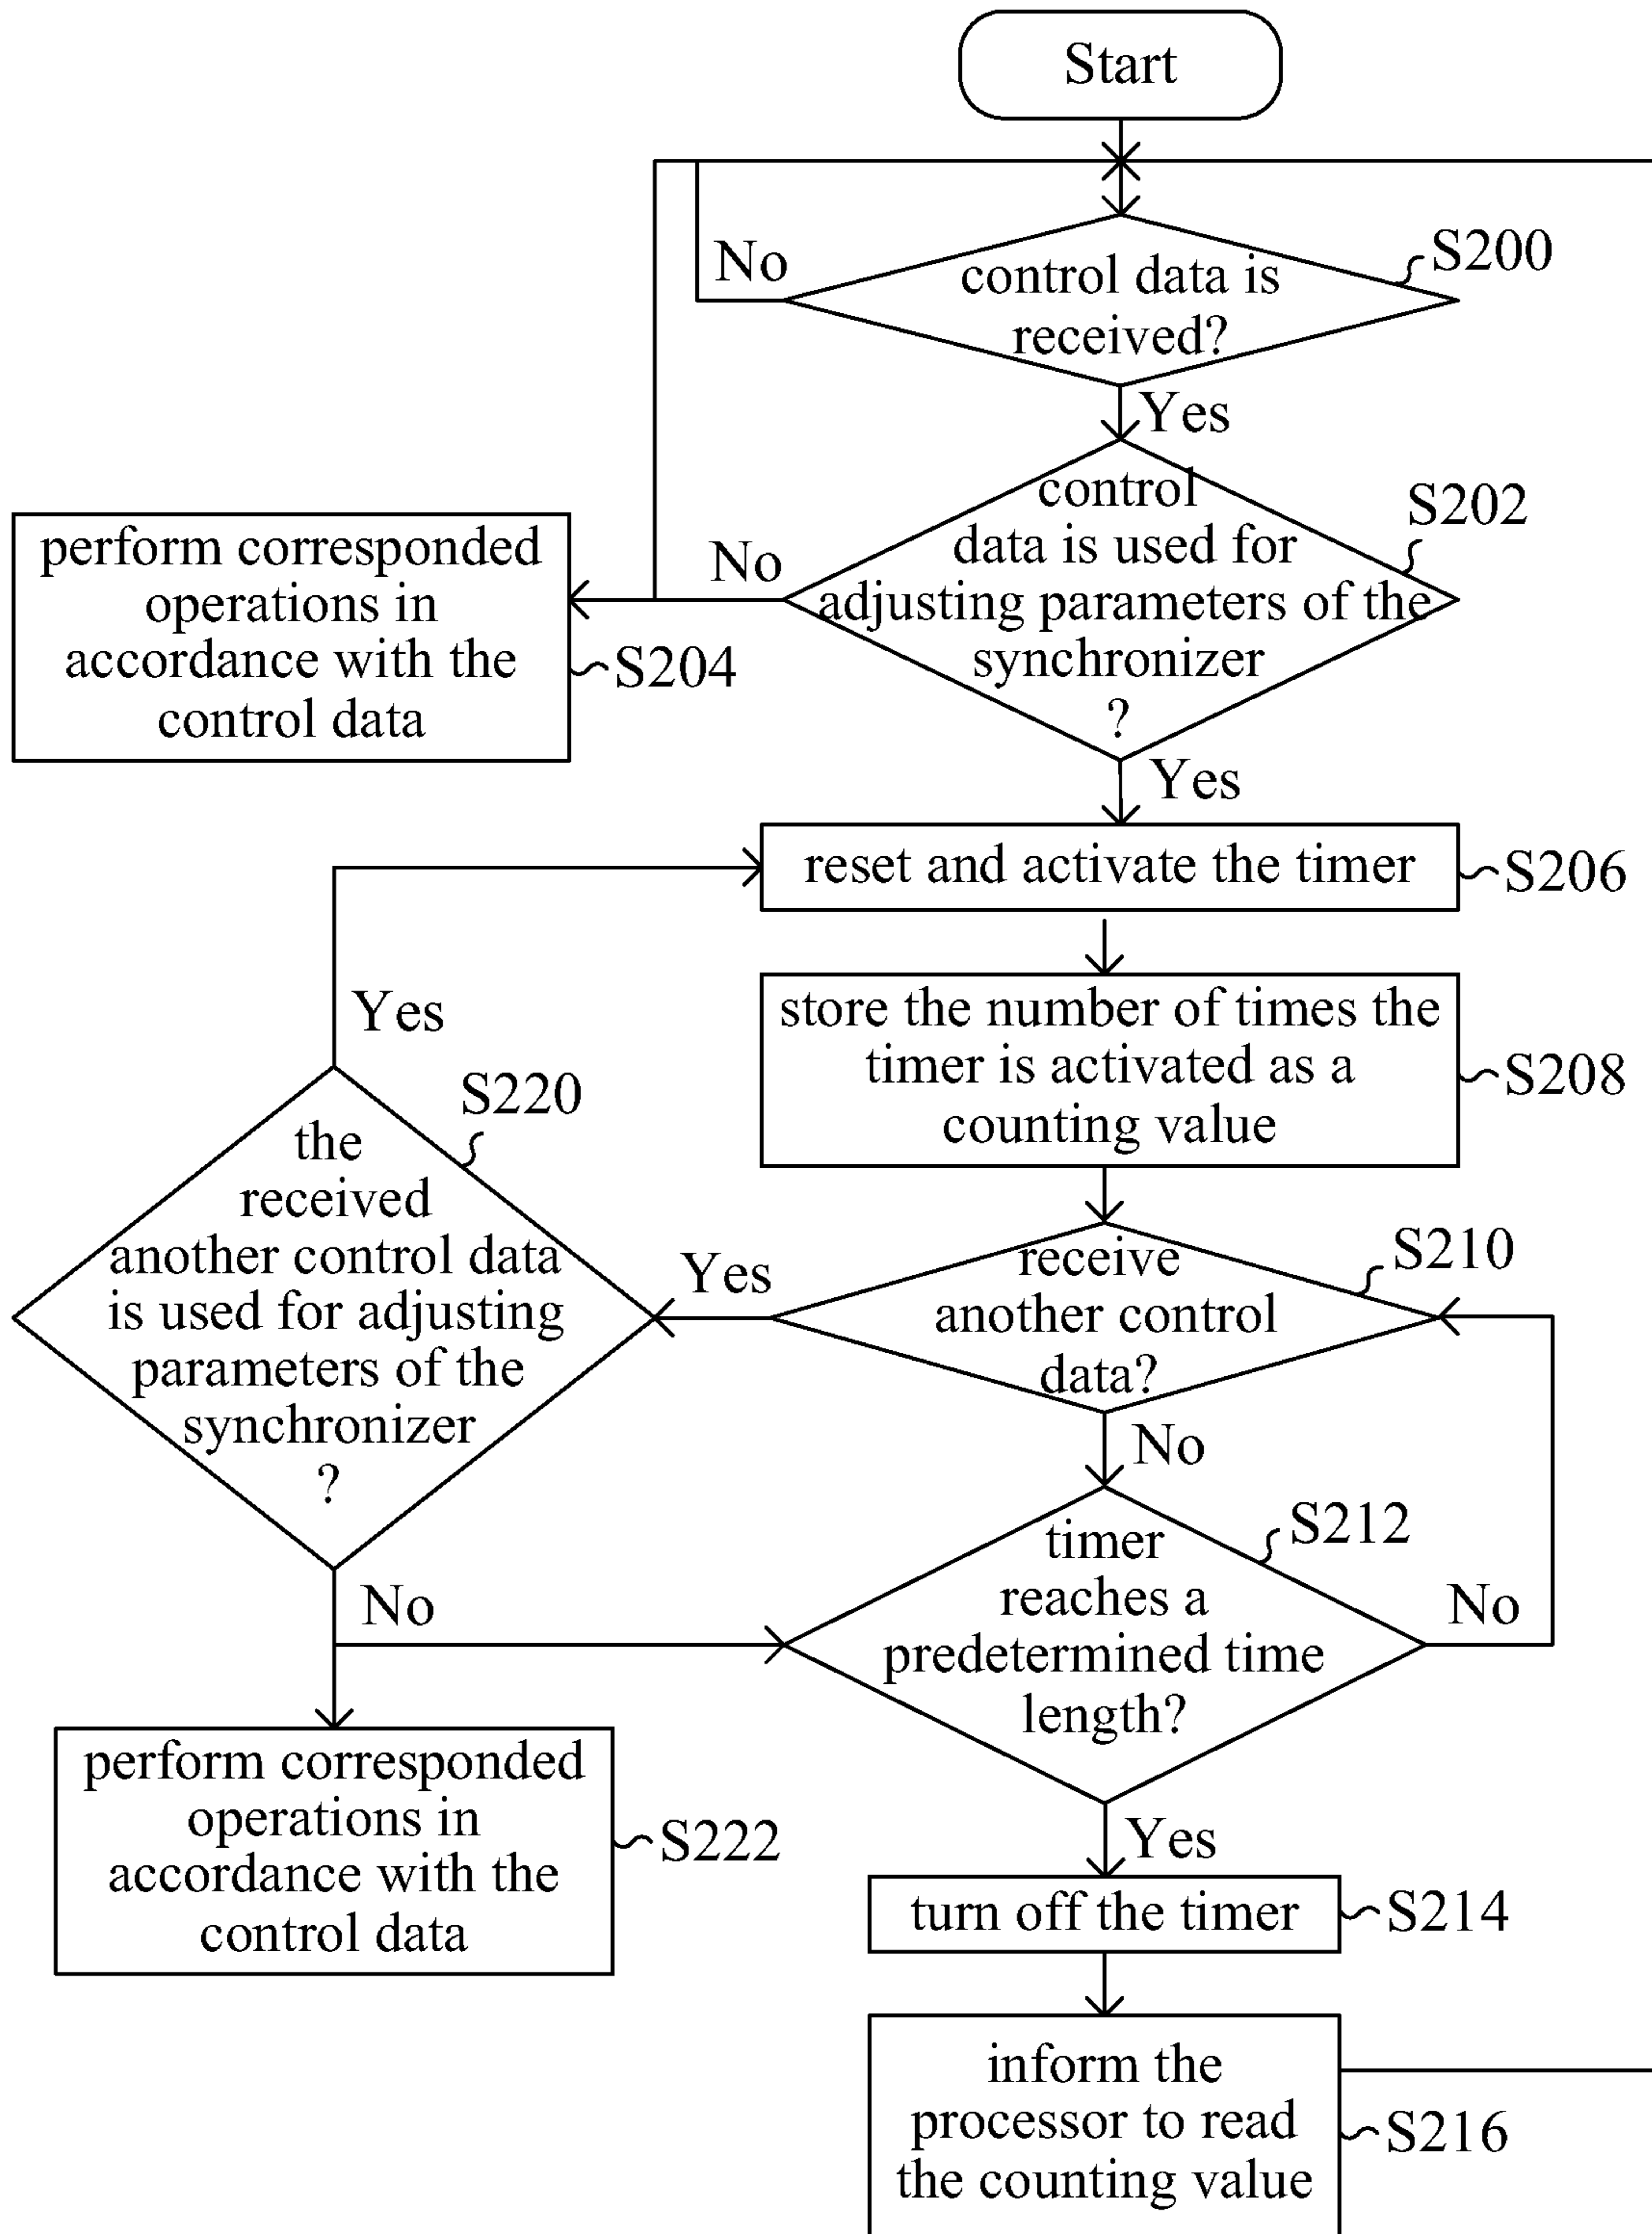 Start
No
control data is
received?
S200
Yes
control
data is used for
adjusting parameters of the
synchronizer
?
S202
No
perform corresponded
operations in
accordance with the
control data
S204
Yes
reset and activate the timer
S206
store the number of times the
timer is activated as a
counting value
S208
Yes
S220
the
received
another control data
is used for adjusting
parameters of the
synchronizer
?
Yes
receive
another control
data?
S210
No
No
timer
reaches a
predetermined time
length?
S212
No
perform corresponded
operations in
accordance with the
control data
S222
Yes
turn off the timer
S214
inform the
processor to read
the counting value
S216